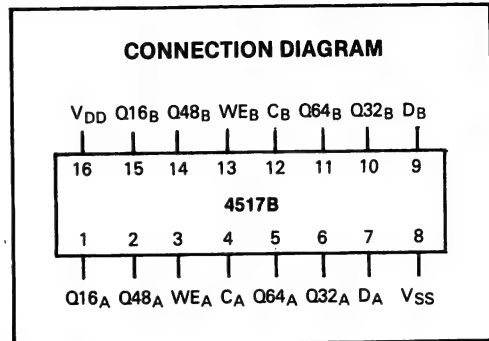 CONNECTION DIAGRAM
VDD Q16B Q48B WEB CB Q64B Q32B DB
16 15 14 13 12 11 10 9
4517B
1 2 3 4 5 6 7 8
Q16A Q48A WEA CA Q64A Q32A DA VSS